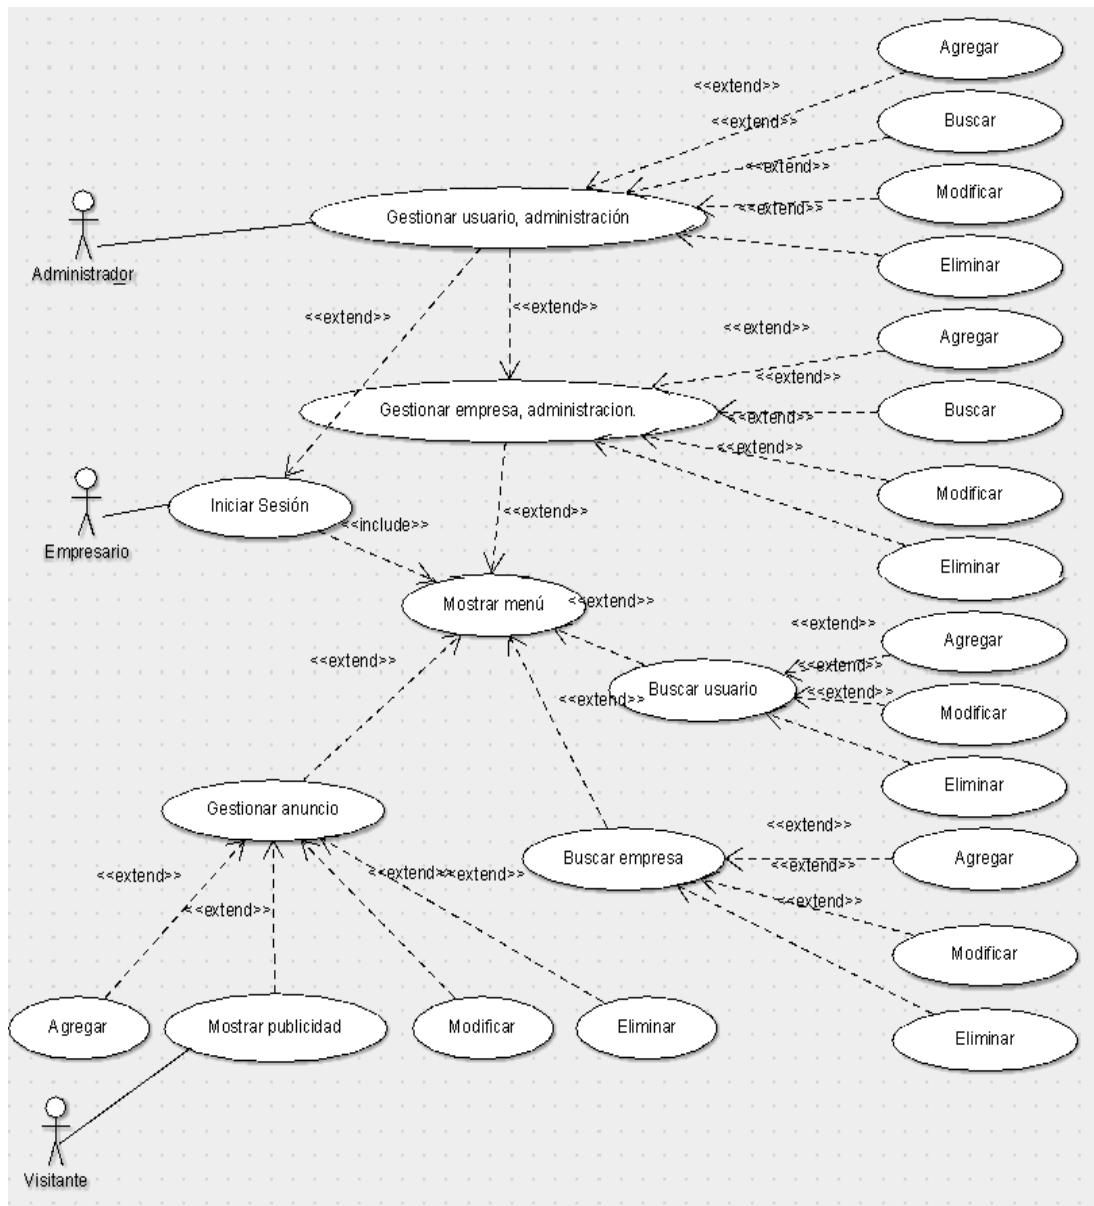 Agregar
<<extend>>
Buscar
<<extend>>
<<extend>>
Modificar
<<extend>>
Gestionar usuario, administración
Administrador
Eliminar
<<extend>>
<<extend>>
<<extend>>
Agregar
<<extend>>
Gestionar empresa, administracion.
Buscar
<<extend>>
<<extend>>
Modificar
Iniciar Sesión
<<extend>>
<<include>>
Empresario
Eliminar
Mostrar menú
<<extend>>
<<extend>>
Agregar
<<extend>>
<<extend>>
Buscar usuario
<<extend>>
<<extend>>
Modificar
Eliminar
Gestionar anuncio
<<extend>>
Buscar empresa
Agregar
<<extend>>
<<extend>>
<<extend>>
<<extend>>
<<extend>>
<<extend>>
Modificar
Agregar
Mostrar publicidad
Modificar
Eliminar
Eliminar
Visitante